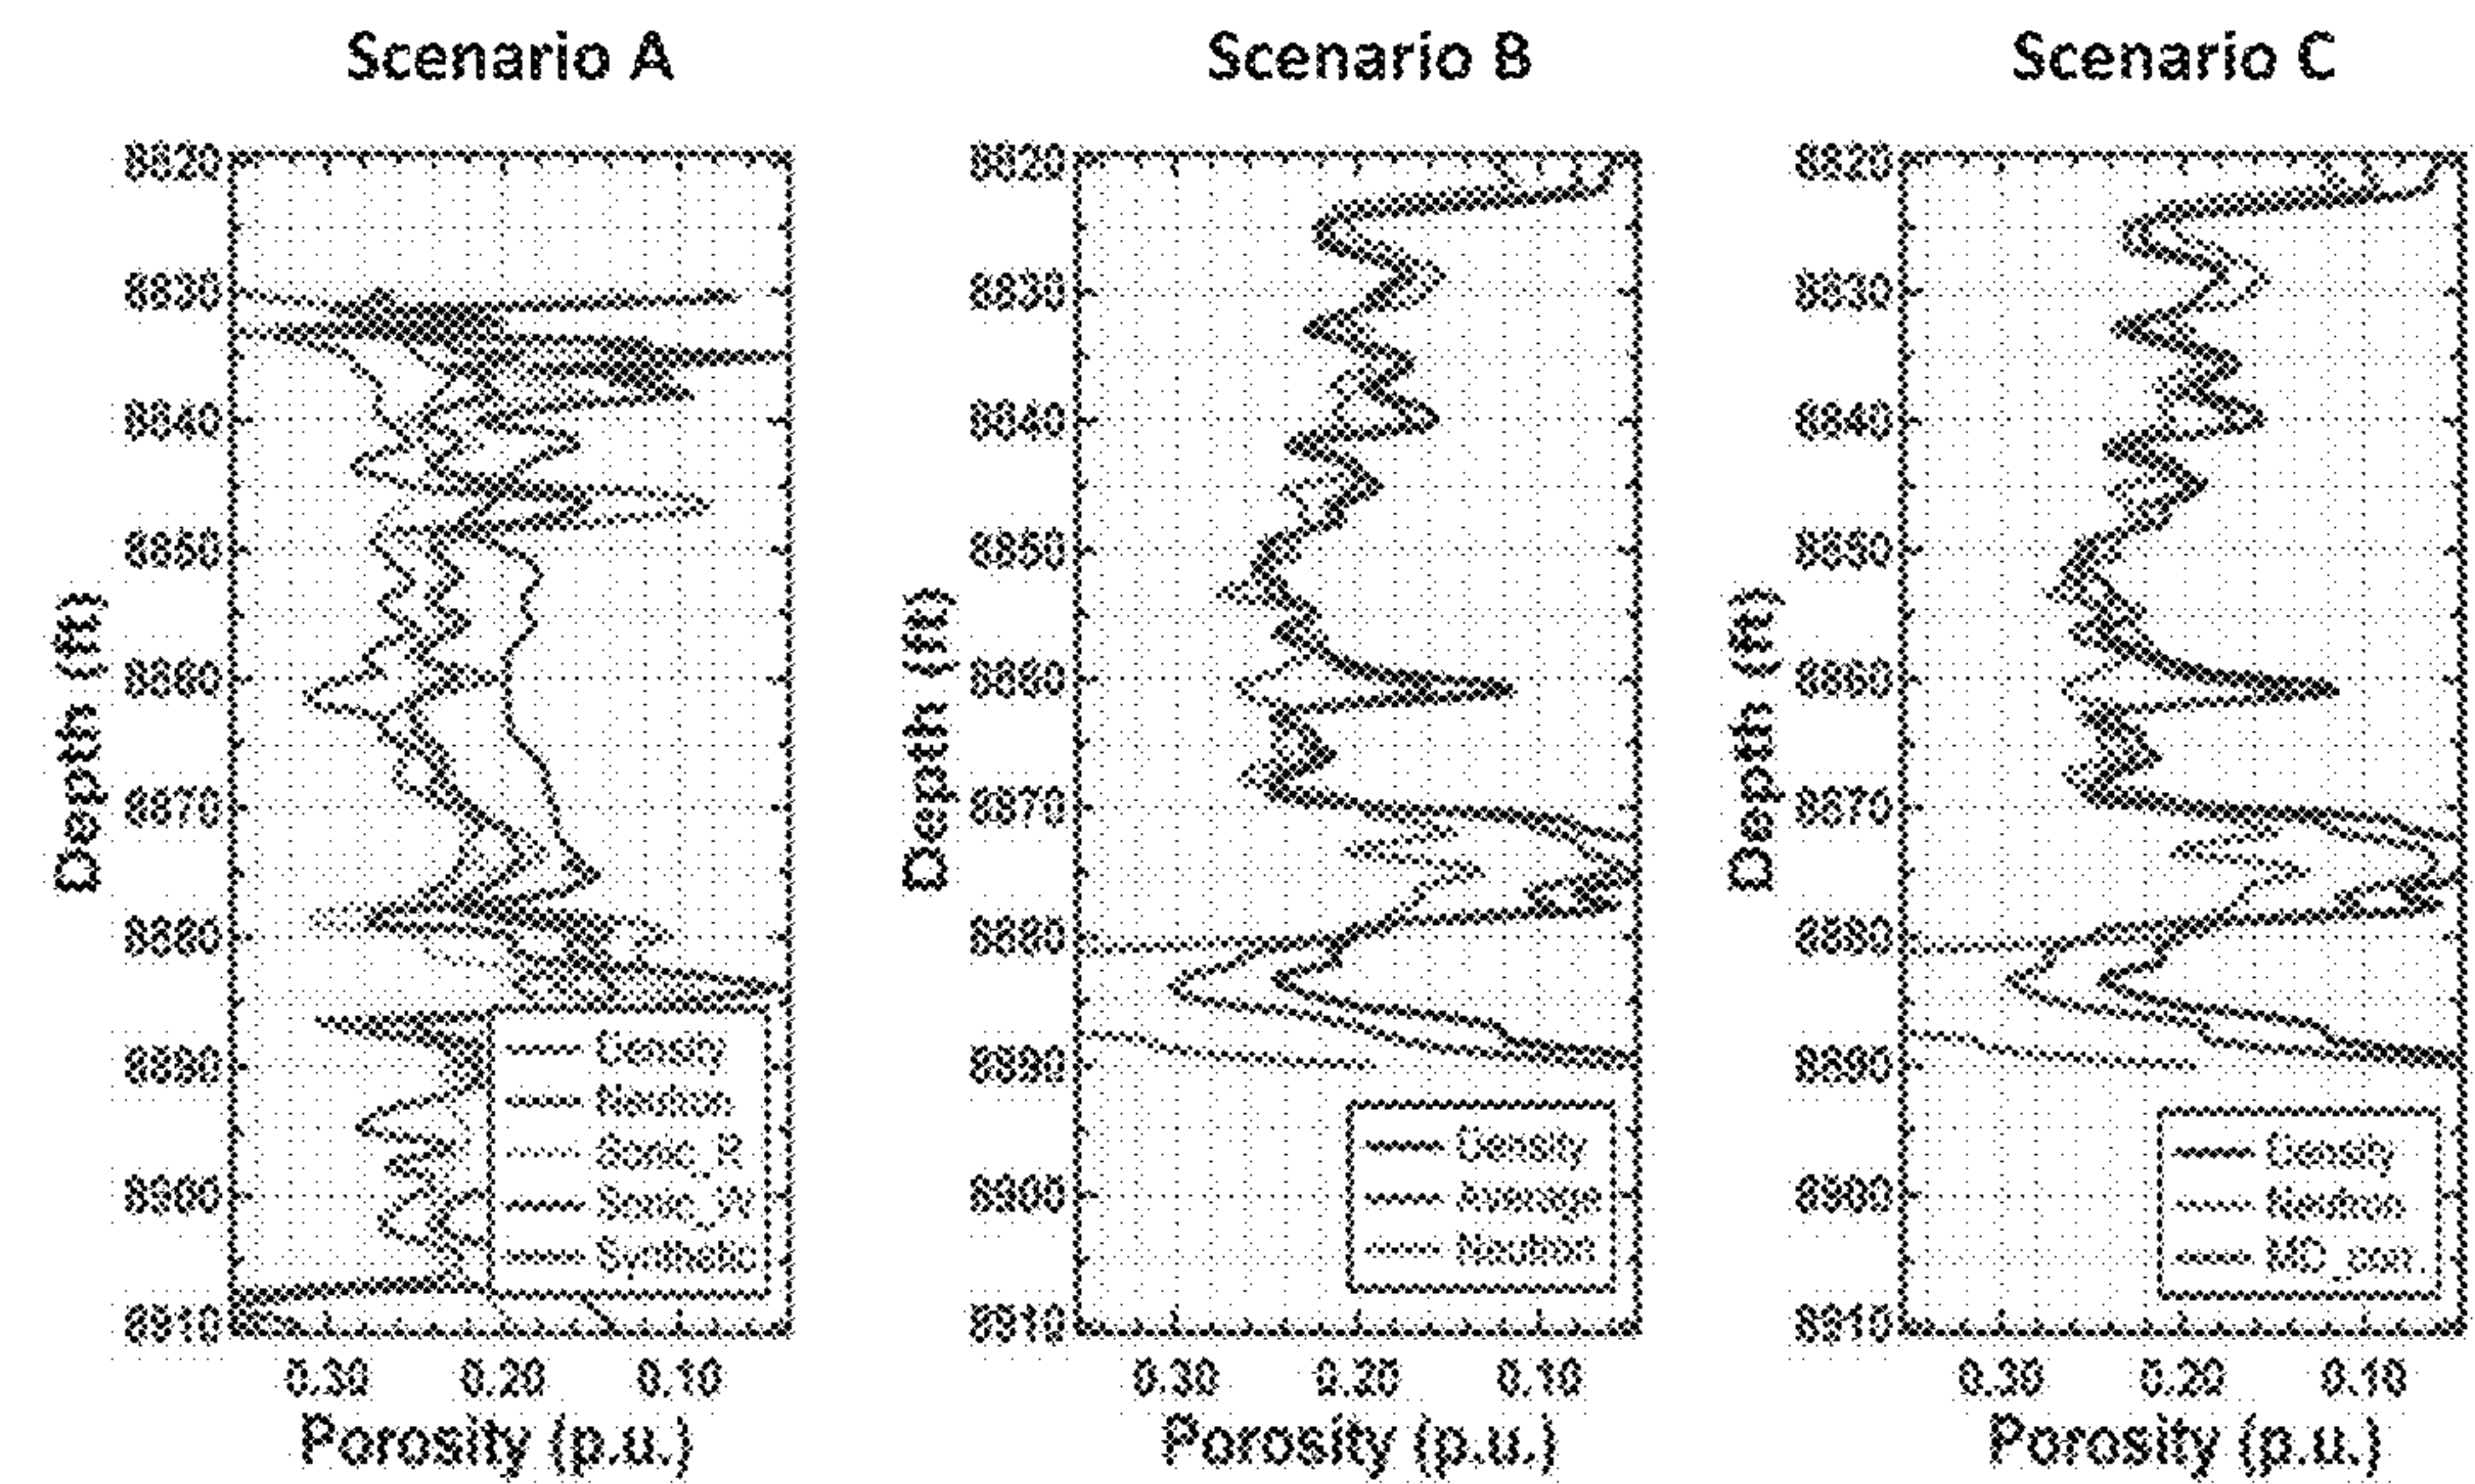 Scenario A
Scenario B
Scenario C
8820
8830
8840
8850
8860
8870
8880
8890
8900
8910
Depth (ft)
0.30 0.20 0.10
Porosity (p.u.)
Density
Neutron
Sonic_R
Sonic_W
Synthetic
8820
8830
8840
8850
8860
8870
8880
8890
8900
8910
Depth (ft)
0.30 0.20 0.10
Porosity (p.u.)
Density
Average
Neutron
8820
8830
8840
8850
8860
8870
8880
8890
8900
8910
Depth (ft)
0.30 0.20 0.10
Porosity (p.u.)
Density
Neutron